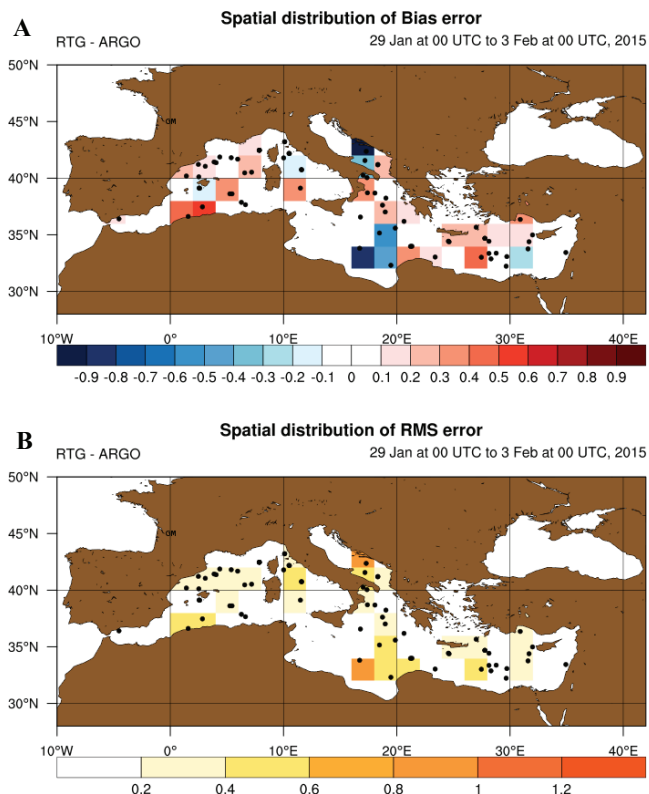 A
Spatial distribution of Bias error
RTG - ARGO
29 Jan at 00 UTC to 3 Feb at 00 UTC, 2015
50°N
45°N
40°N
35°N
30°N
10°W 0° 10°E 20°E 30°E 40°E
-0.9 -0.8 -0.7 -0.6 -0.5 -0.4 -0.3 -0.2 -0.1 0 0.1 0.2 0.3 0.4 0.5 0.6 0.7 0.8 0.9
B
Spatial distribution of RMS error
RTG - ARGO
29 Jan at 00 UTC to 3 Feb at 00 UTC, 2015
50°N
45°N
40°N
35°N
30°N
10°W 0° 10°E 20°E 30°E 40°E
0.2 0.4 0.6 0.8 1 1.2